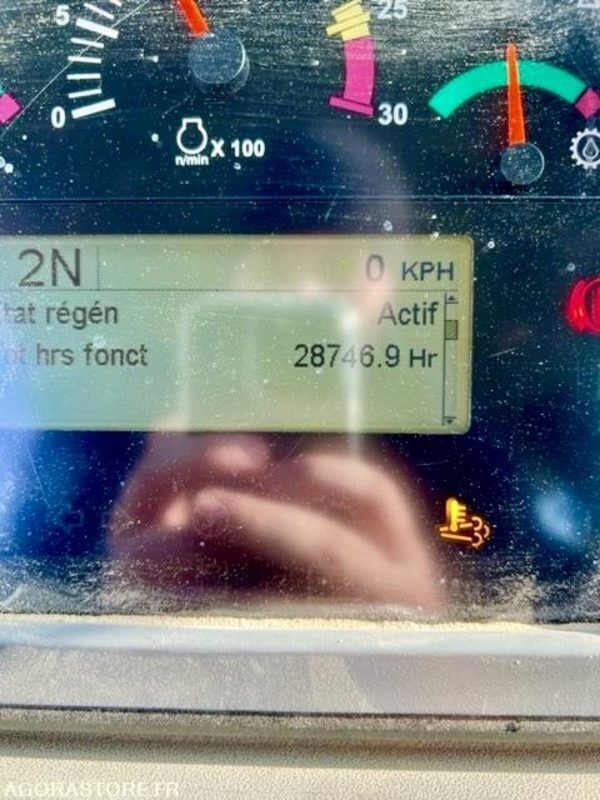 5
25
0
30
n/min X 100
2N 0 KPH
tat régén Actif
ot hrs fonct 28746.9 Hr
AGORASTORE.FR